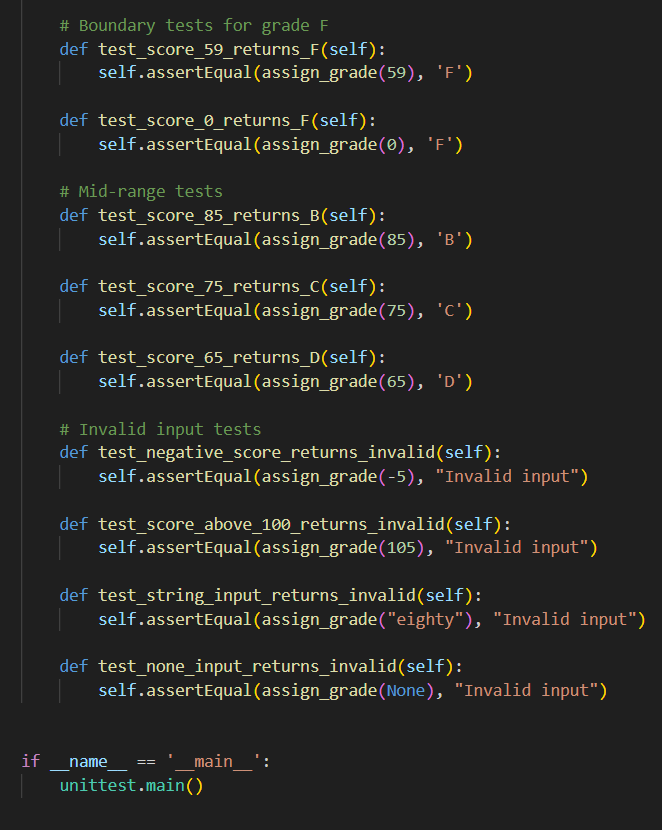 # Boundary tests for grade F
def test_score_59_returns_F(self):
self.assertEqual(assign_grade(59), 'F')
def test_score_0_returns_F(self):
self.assertEqual(assign_grade(0), 'F')
# Mid-range tests
def test_score_85_returns_B(self):
self.assertEqual(assign_grade(85), 'B')
def test_score_75_returns_C(self):
self.assertEqual(assign_grade(75), 'C')
def test_score_65_returns_D(self):
self.assertEqual(assign_grade(65), 'D')
# Invalid input tests
def test_negative_score_returns_invalid(self):
self.assertEqual(assign_grade(-5), "Invalid input")
def test_score_above_100_returns_invalid(self):
self.assertEqual(assign_grade(105), "Invalid input")
def test_string_input_returns_invalid(self):
self.assertEqual(assign_grade("eighty"), "Invalid input")
def test_none_input_returns_invalid(self):
self.assertEqual(assign_grade(None), "Invalid input")
if __name__ == '__main__':
unittest.main()